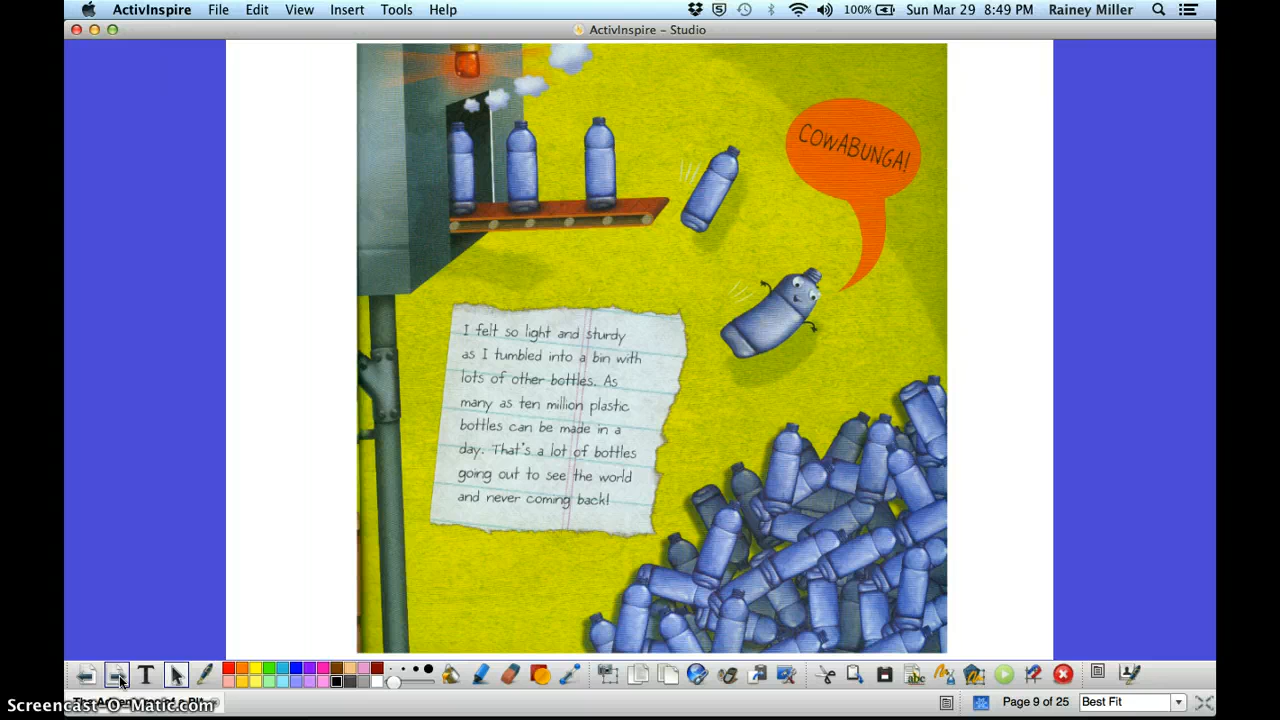 ActivInspire File Edit View Insert Tools Help 100% Sun Mar 29 8:49 PM Rainey Miller
ActivInspire – Studio
COWABUNGA!
I felt so light and sturdy
as I tumbled into a bin with
lots of other bottles. As
many as ten million plastic
bottles can be made in a
day. That's a lot of bottles
going out to see the world
and never coming back!
Screencast-O-Matic.com
Page 9 of 25
Best Fit